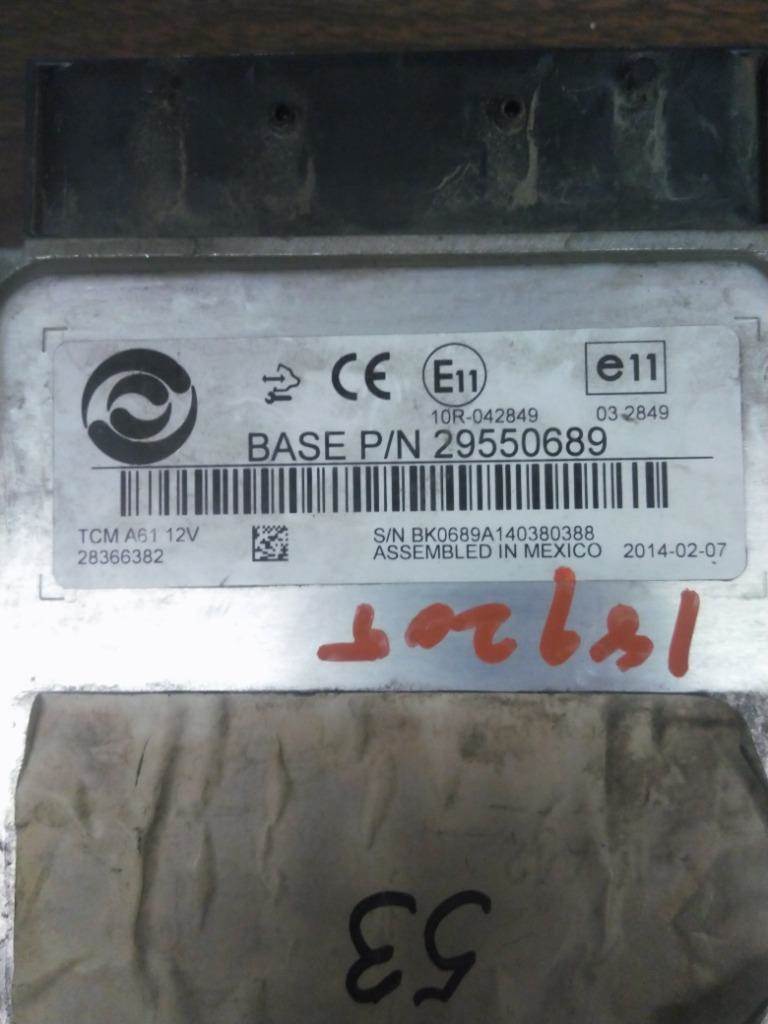 CE E11 e11
10R-042849 03 2849
BASE P/N 29550689
TCM A61 12V
28366382
S/N BK0689A140380388
ASSEMBLED IN MEXICO 2014-02-07
53